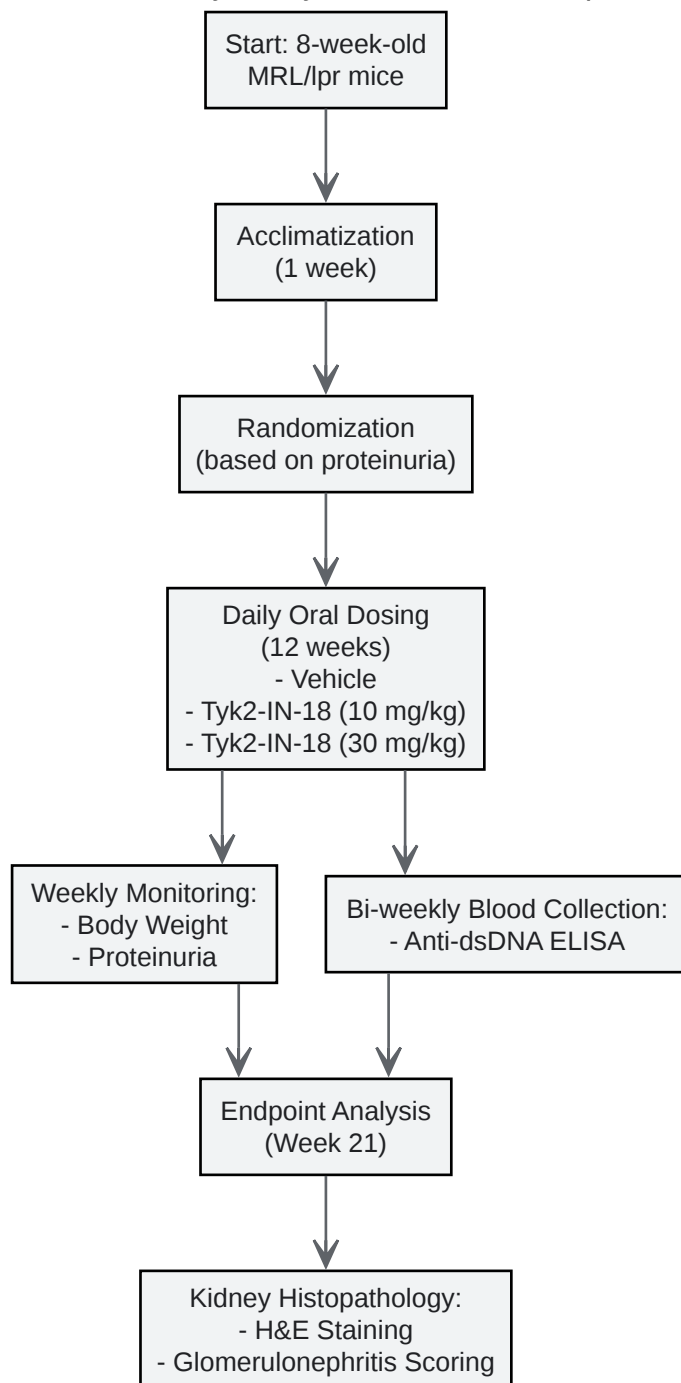 Start: 8-week-old
MRL/lpr mice
Acclimatization
(1 week)
Randomization
(based on proteinuria)
Daily Oral Dosing
(12 weeks)
- Vehicle
- Tyk2-IN-18 (10 mg/kg)
- Tyk2-IN-18 (30 mg/kg)
Weekly Monitoring:
- Body Weight
- Proteinuria
Bi-weekly Blood Collection:
- Anti-dsDNA ELISA
Endpoint Analysis
(Week 21)
Kidney Histopathology:
- H&E Staining
- Glomerulonephritis Scoring